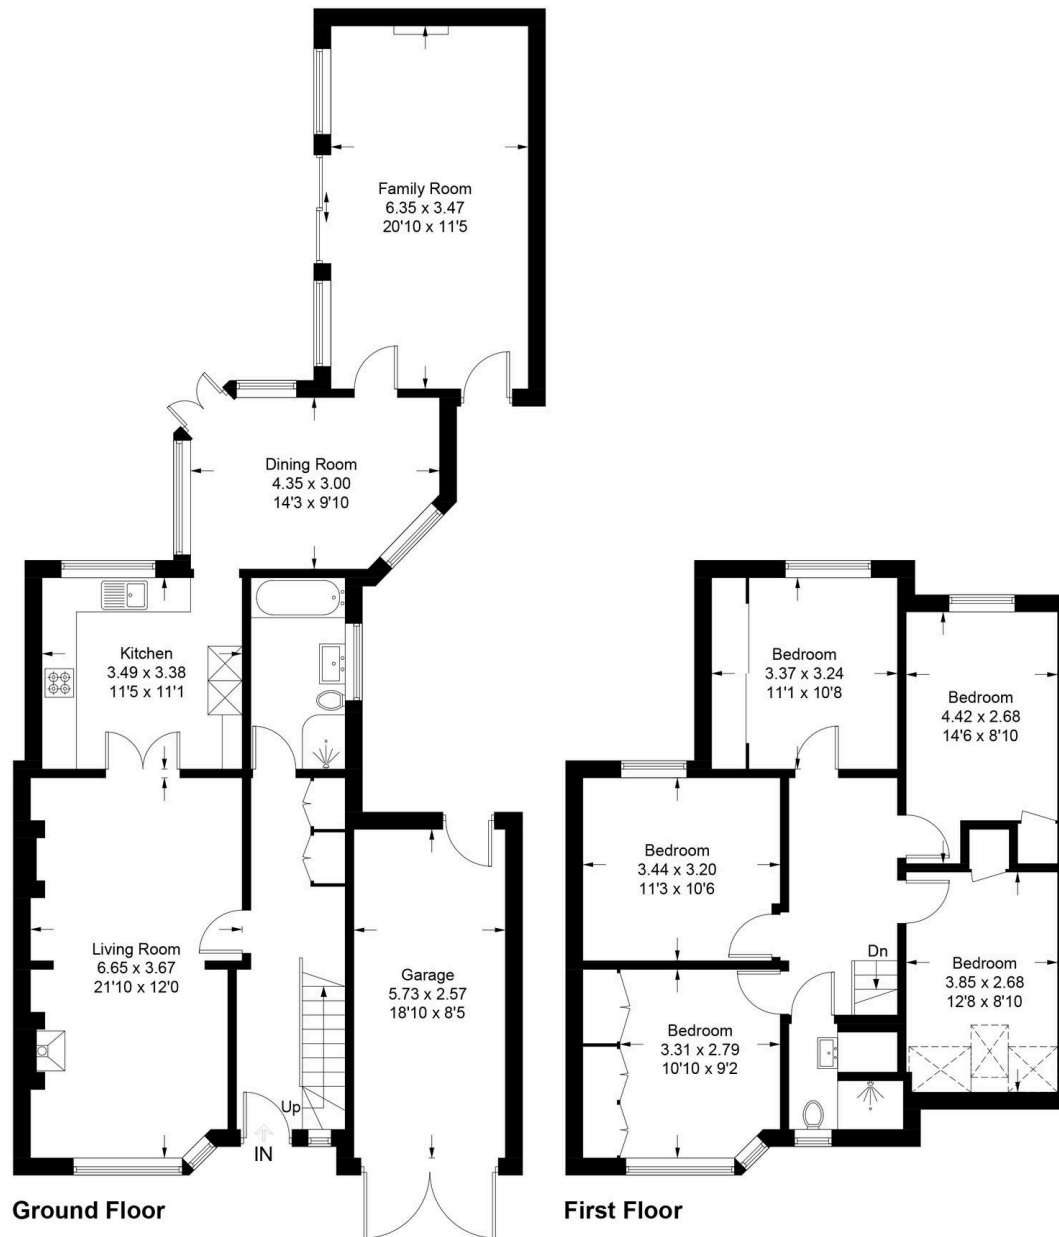 Family Room
6.35 x 3.47
20'10 x 11'5
Dining Room
4.35 x 3.00
14'3 x 9'10
Kitchen
3.49 x 3.38
11'5 x 11'1
Living Room
6.65 x 3.67
21'10 x 12'0
Garage
5.73 x 2.57
18'10 x 8'5
Up
IN
Ground Floor
Bedroom
3.37 x 3.24
11'1 x 10'8
Bedroom
4.42 x 2.68
14'6 x 8'10
Bedroom
3.44 x 3.20
11'3 x 10'6
Dn
Bedroom
3.85 x 2.68
12'8 x 8'10
Bedroom
3.31 x 2.79
10'10 x 9'2
First Floor